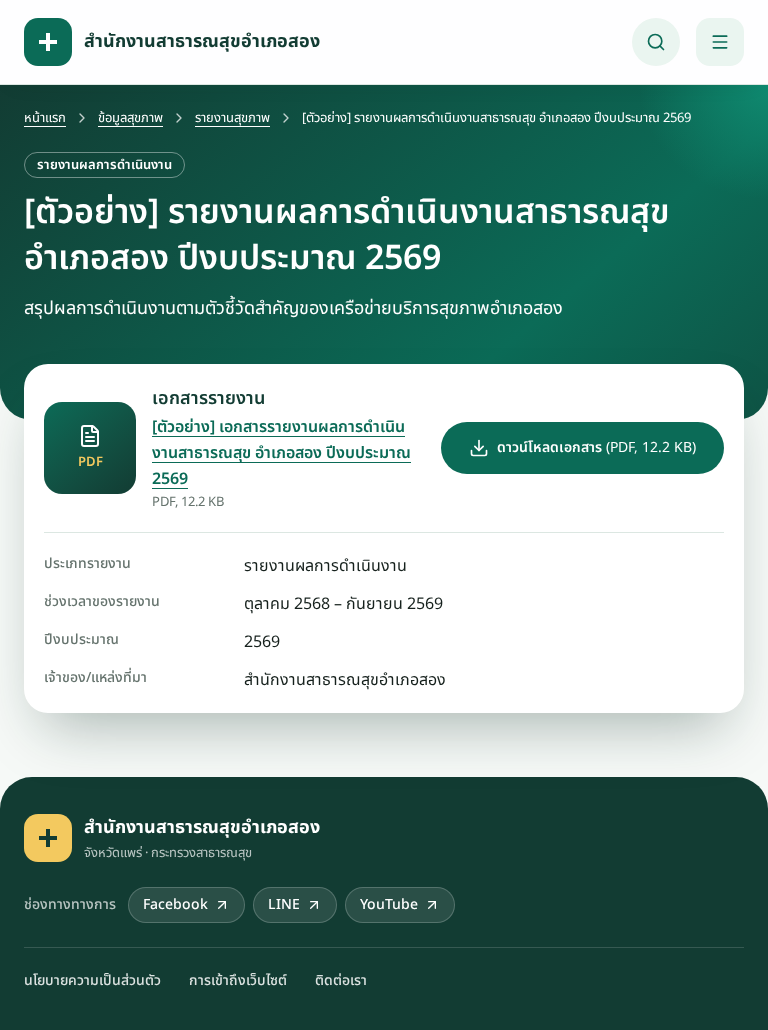 สำนักงานสาธารณสุขอำเภอสอง
หน้าแรก > ข้อมูลสุขภาพ > รายงานสุขภาพ > [ตัวอย่าง] รายงานผลการดำเนินงานสาธารณสุข อำเภอสอง ปีงบประมาณ 2569
รายงานผลการดำเนินงาน
[ตัวอย่าง] รายงานผลการดำเนินงานสาธารณสุข
อำเภอสอง ปีงบประมาณ 2569
สรุปผลการดำเนินงานตามตัวชี้วัดสำคัญของเครือข่ายบริการสุขภาพอำเภอสอง
PDF
เอกสารรายงาน
[ตัวอย่าง] เอกสารรายงานผลการดำเนิน
งานสาธารณสุข อำเภอสอง ปีงบประมาณ
2569
PDF, 12.2 KB
ดาวน์โหลดเอกสาร (PDF, 12.2 KB)
ประเภทรายงาน รายงานผลการดำเนินงาน
ช่วงเวลาของรายงาน ตุลาคม 2568 – กันยายน 2569
ปีงบประมาณ 2569
เจ้าของ/แหล่งที่มา สำนักงานสาธารณสุขอำเภอสอง
สำนักงานสาธารณสุขอำเภอสอง
จังหวัดแพร่ · กระทรวงสาธารณสุข
ช่องทางทางการ Facebook LINE YouTube
นโยบายความเป็นส่วนตัว การเข้าถึงเว็บไซต์ ติดต่อเรา